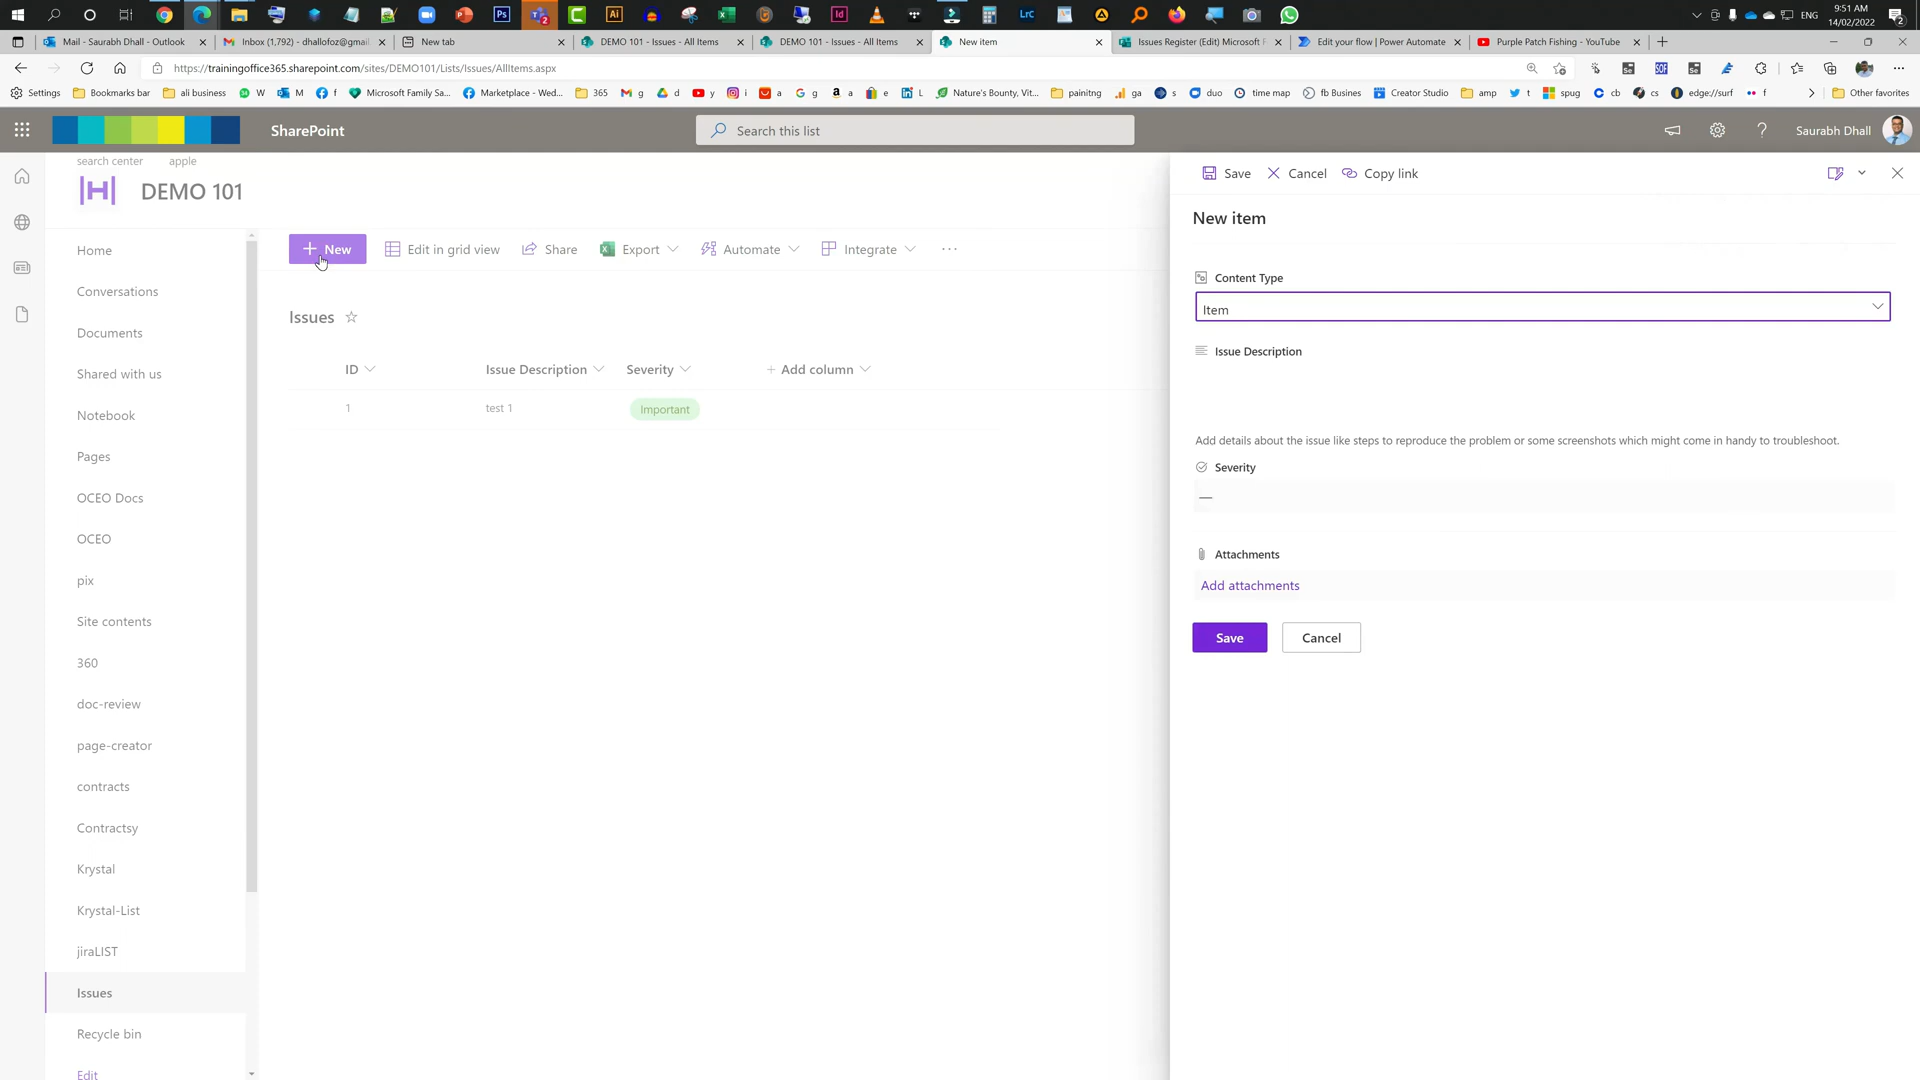 ENG
9:51 AM
14/02/2022
Mail - Saurabh Dhall - Outlook
Inbox (1,792) - dhallofoz@gmail
New tab
DEMO 101 - Issues - All Items
DEMO 101 - Issues - All Items
New item
Issues Register (Edit) Microsoft F
Edit your flow | Power Automate
Purple Patch Fishing - YouTube
https://trainingoffice365.sharepoint.com/sites/DEMO101/Lists/Issues/AllItems.aspx
Settings
Bookmarks bar
ali business
W
M
f
Microsoft Family Sa...
Marketplace - Wed...
365
g
d
y
i
a
g
a
e
L
Nature's Bounty, Vit...
painitng
ga
s
duo
time map
fb Busines
Creator Studio
amp
t
spug
cb
cs
edge://surf
f
Other favorites
SharePoint
Search this list
Saurabh Dhall
search center
apple
DEMO 101
Home
Conversations
Documents
Shared with us
Notebook
Pages
OCEO Docs
OCEO
pix
Site contents
360
doc-review
page-creator
contracts
Contractsy
Krystal
Krystal-List
jiraLIST
Issues
Recycle bin
Edit
+ New
Edit in grid view
Share
Export
Automate
Integrate
...
Issues
ID
Issue Description
Severity
+ Add column
1
test 1
Important
Save
Cancel
Copy link
New item
Content Type
Item
Issue Description
Add details about the issue like steps to reproduce the problem or some screenshots which might come in handy to troubleshoot.
Severity
—
Attachments
Add attachments
Save
Cancel